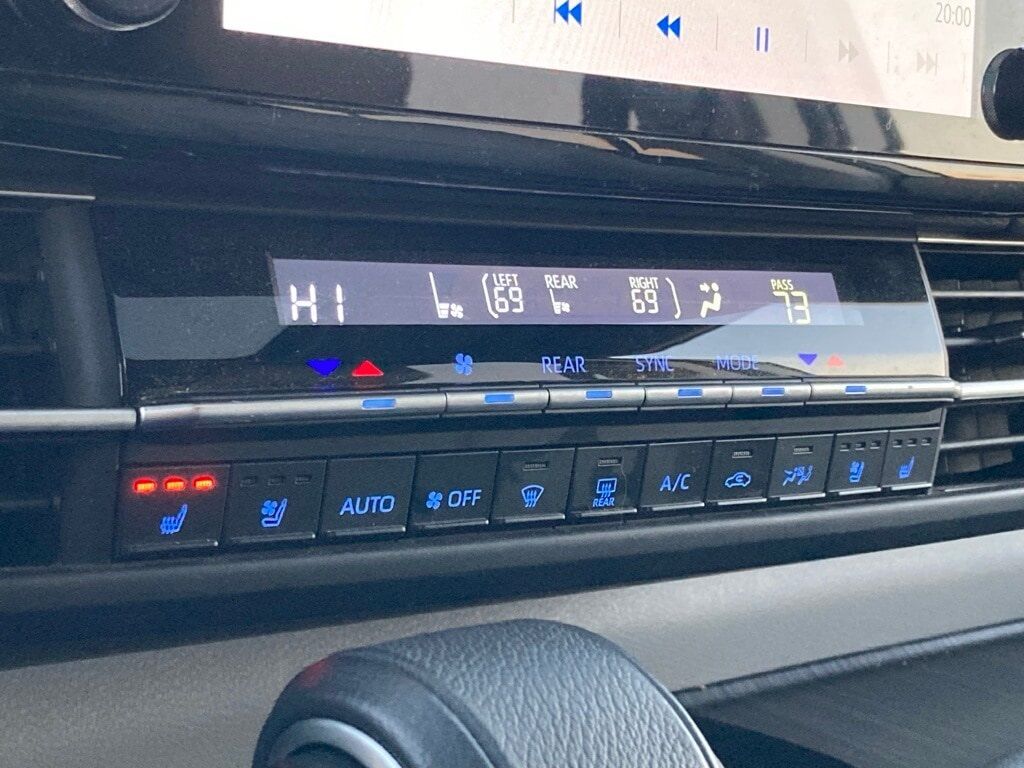 20:00
HI
LEFT
69
REAR
RIGHT
69
PASS
73
REAR
SYNC
MODE
AUTO
OFF
REAR
A/C